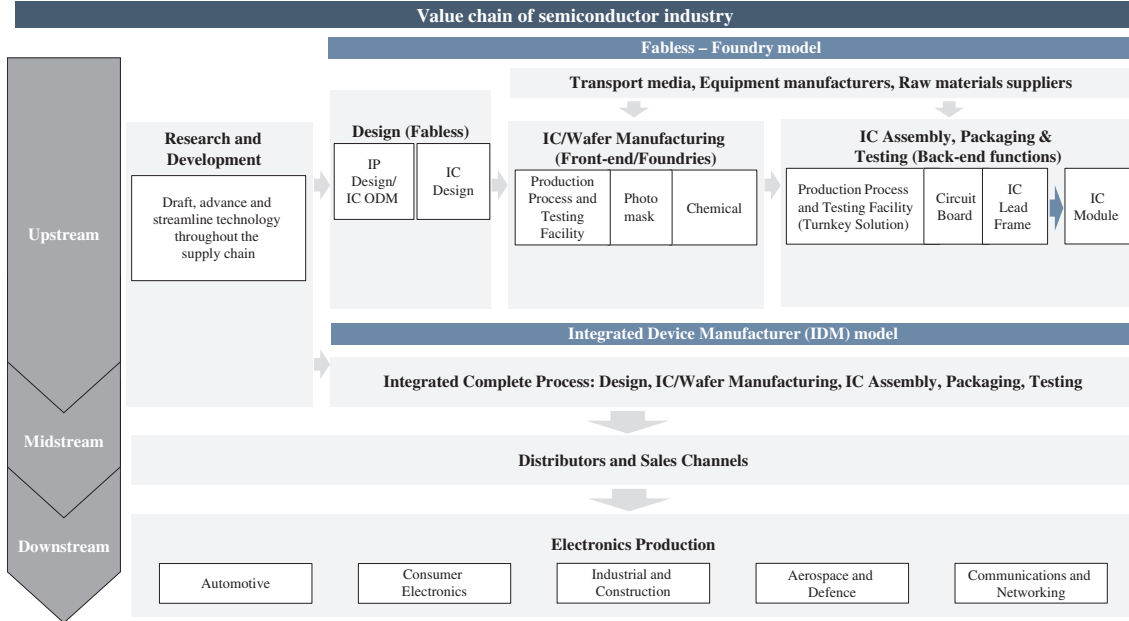 Value chain of semiconductor industry
Fabless – Foundry model
Transport media, Equipment manufacturers, Raw materials suppliers
Upstream
Research and
Development
Draft, advance and
streamline technology
throughout the
supply chain
Design (Fabless)
IP
Design/
IC ODM
IC
Design
IC/Wafer Manufacturing
(Front-end/Foundries)
Production
Process and
Testing
Facility
Photo
mask
Chemical
IC Assembly, Packaging &
Testing (Back-end functions)
Production Process
and Testing Facility
(Turnkey Solution)
Circuit
Board
IC
Lead
Frame
IC
Module
Integrated Device Manufacturer (IDM) model
Integrated Complete Process: Design, IC/Wafer Manufacturing, IC Assembly, Packaging, Testing
Midstream
Distributors and Sales Channels
Downstream
Electronics Production
Automotive
Consumer
Electronics
Industrial and
Construction
Aerospace and
Defence
Communications and
Networking